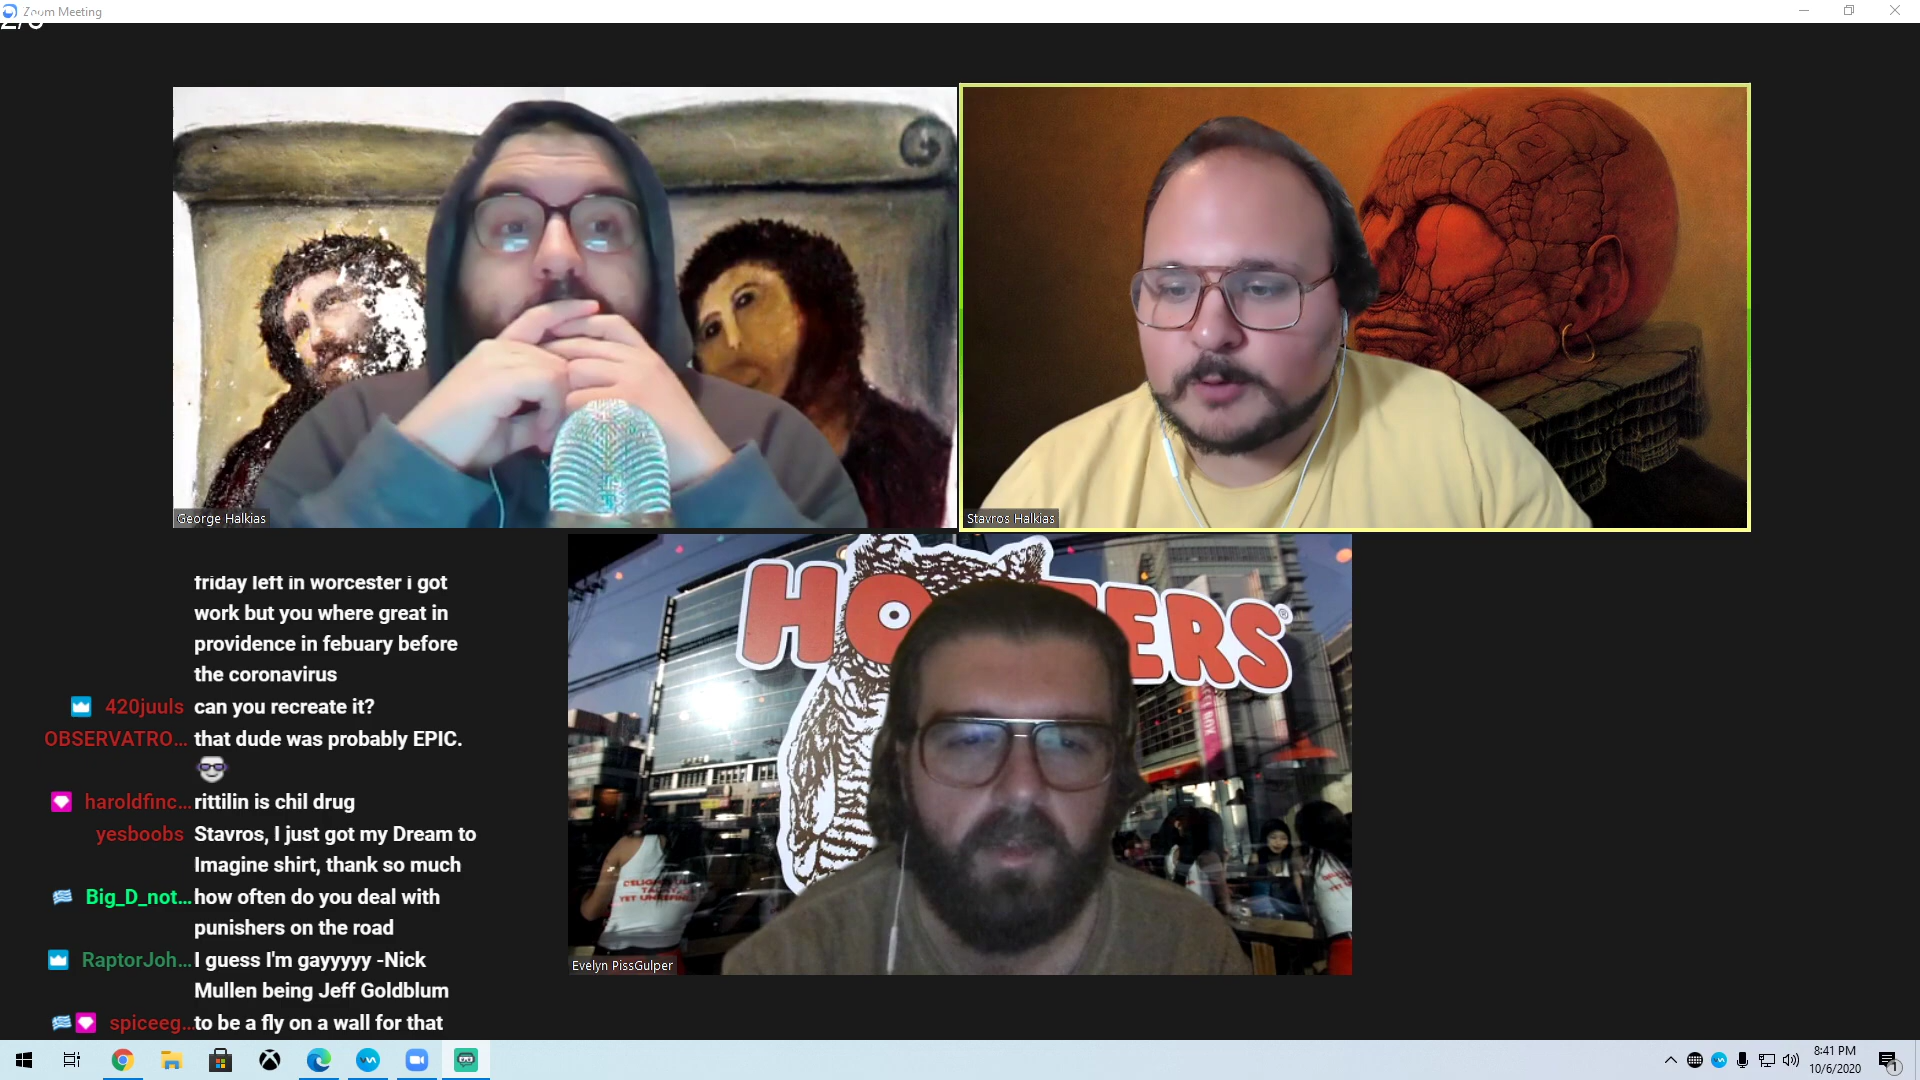 Zoom Meeting
George Halkias
Stavros Halkias
HOOTERS®
friday left in worcester i got
work but you where great in
providence in febuary before
the coronavirus
420juuls can you recreate it?
OBSERVATRO... that dude was probably EPIC.
haroldfinc... rittilin is chil drug
yesboobs Stavros, I just got my Dream to
Imagine shirt, thank so much
Big_D_not... how often do you deal with
punishers on the road
RaptorJoh... I guess I'm gayyyyy -Nick
Mullen being Jeff Goldblum
spiceeg... to be a fly on a wall for that
Evelyn PissGulper
8:41 PM
10/6/2020
1